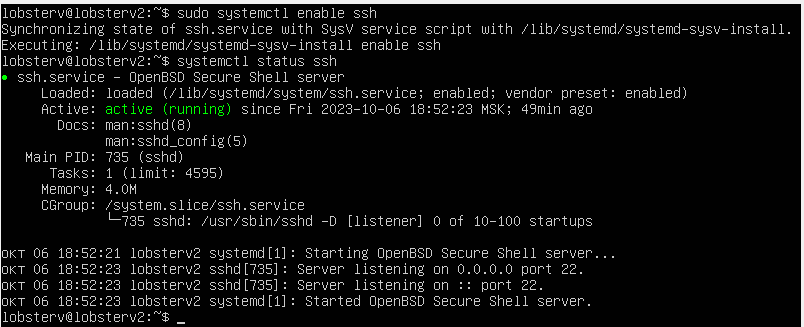 lobsterv@lobsterv2:~$ sudo systemctl enable ssh
Synchronizing state of ssh.service with SysV service script with /lib/systemd/systemd-sysv-install.
Executing: /lib/systemd/systemd-sysv-install enable ssh
lobsterv@lobsterv2:~$ systemctl status ssh
● ssh.service - OpenBSD Secure Shell server
     Loaded: loaded (/lib/systemd/system/ssh.service; enabled; vendor preset: enabled)
     Active: active (running) since Fri 2023-10-06 18:52:23 MSK; 49min ago
       Docs: man:sshd(8)
             man:sshd_config(5)
   Main PID: 735 (sshd)
      Tasks: 1 (limit: 4595)
     Memory: 4.0M
     CGroup: /system.slice/ssh.service
             └─735 sshd: /usr/sbin/sshd -D [listener] 0 of 10-100 startups
окт 06 18:52:21 lobsterv2 systemd[1]: Starting OpenBSD Secure Shell server...
окт 06 18:52:23 lobsterv2 sshd[735]: Server listening on 0.0.0.0 port 22.
окт 06 18:52:23 lobsterv2 sshd[735]: Server listening on :: port 22.
окт 06 18:52:23 lobsterv2 systemd[1]: Started OpenBSD Secure Shell server.
lobsterv@lobsterv2:~$ _